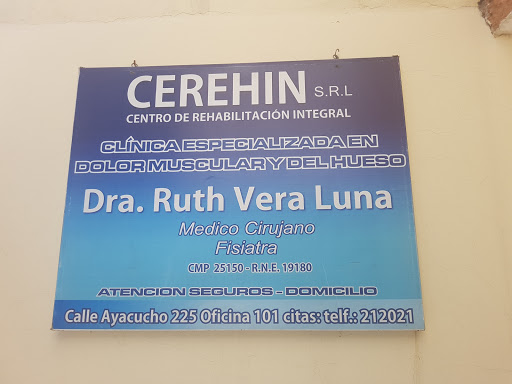 CEREHIN S.R.L
CENTRO DE REHABILITACIÓN INTEGRAL
CLÍNICA ESPECIALIZADA EN
DOLOR MUSCULAR Y DEL HUESO
Dra. Ruth Vera Luna
Medico Cirujano
Fisiatra
CMP 25150 - R.N.E. 19180
ATENCION SEGUROS - DOMICILIO
Calle Ayacucho 225 Oficina 101 citas: telf.: 212021